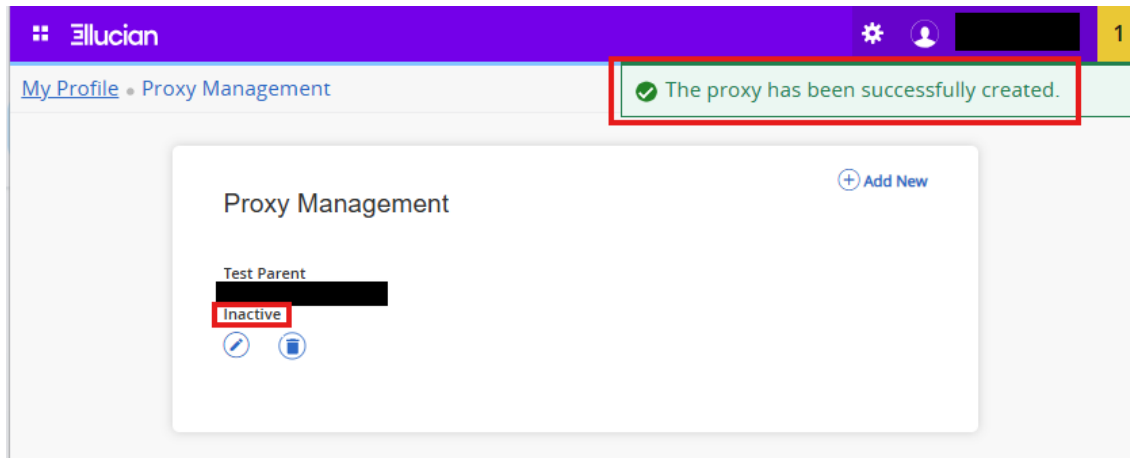 Ellucian
1
My Profile • Proxy Management
The proxy has been successfully created.
Add New
Proxy Management
Test Parent
Inactive